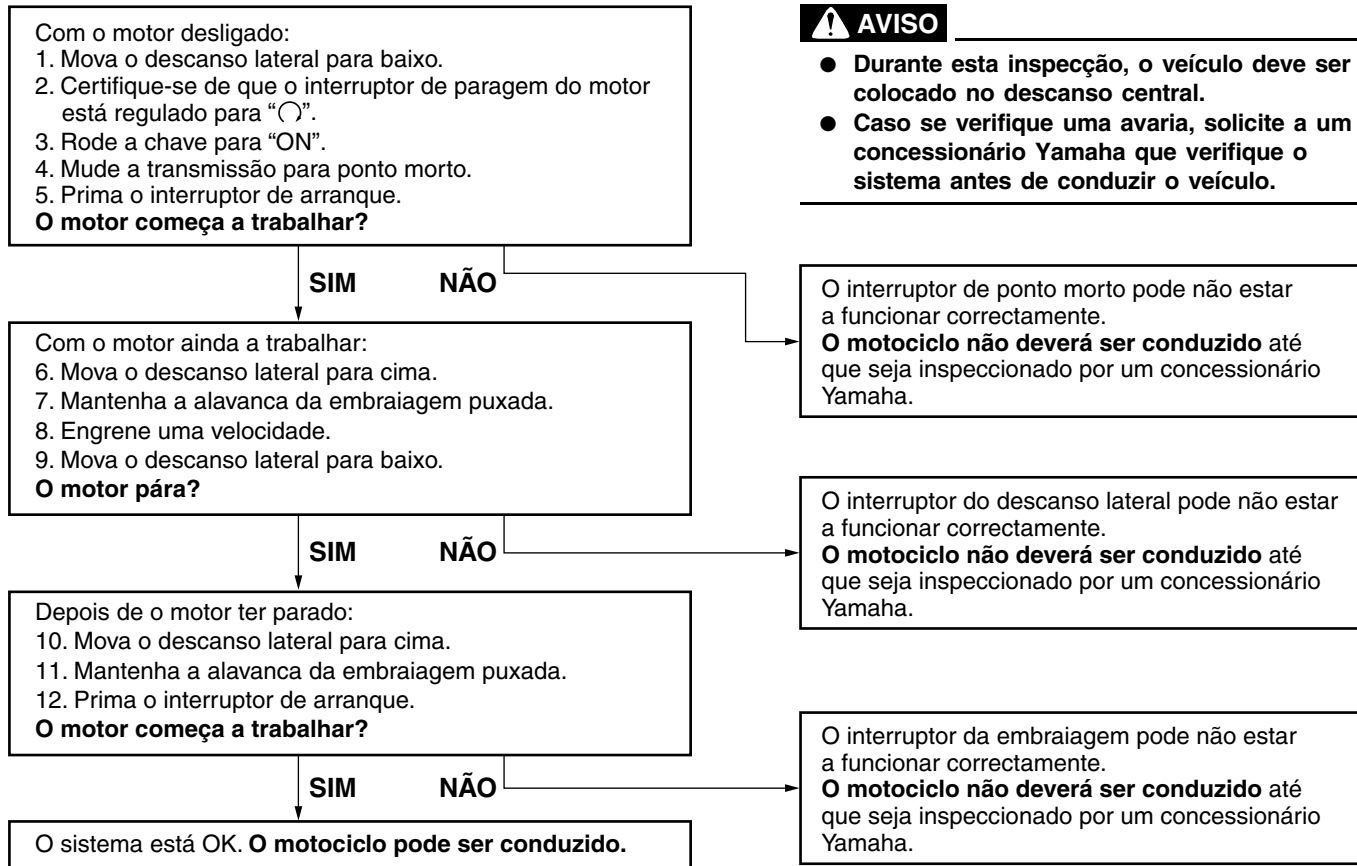 Com o motor desligado:
1. Mova o descanso lateral para baixo.
2. Certifique-se de que o interruptor de paragem do motor
está regulado para “”.
3. Rode a chave para “ON”.
4. Mude a transmissão para ponto morto.
5. Prima o interruptor de arranque.
O motor começa a trabalhar?
AVISO
● Durante esta inspecção, o veículo deve ser
colocado no descanso central.
● Caso se verifique uma avaria, solicite a um
concessionário Yamaha que verifique o
sistema antes de conduzir o veículo.
SIM NÃO
O interruptor de ponto morto pode não estar
a funcionar correctamente.
O motociclo não deverá ser conduzido até
que seja inspeccionado por um concessionário
Yamaha.
Com o motor ainda a trabalhar:
6. Mova o descanso lateral para cima.
7. Mantenha a alavanca da embraiagem puxada.
8. Engrene uma velocidade.
9. Mova o descanso lateral para baixo.
O motor pára?
SIM NÃO
O interruptor do descanso lateral pode não estar
a funcionar correctamente.
O motociclo não deverá ser conduzido até
que seja inspeccionado por um concessionário
Yamaha.
Depois de o motor ter parado:
10. Mova o descanso lateral para cima.
11. Mantenha a alavanca da embraiagem puxada.
12. Prima o interruptor de arranque.
O motor começa a trabalhar?
SIM NÃO
O interruptor da embraiagem pode não estar
a funcionar correctamente.
O motociclo não deverá ser conduzido até
que seja inspeccionado por um concessionário
Yamaha.
O sistema está OK. O motociclo pode ser conduzido.